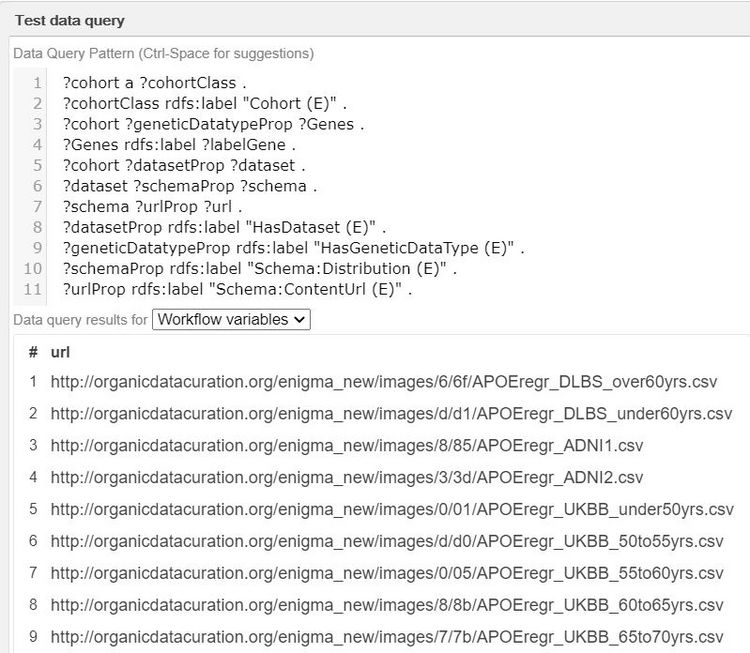 Test data query
Data Query Pattern (Ctrl-Space for suggestions)
1 ?cohort a ?cohortClass .
2 ?cohortClass rdfs:label "Cohort (E)" .
3 ?cohort ?geneticDatatypeProp ?Genes .
4 ?Genes rdfs:label ?labelGene .
5 ?cohort ?datasetProp ?dataset .
6 ?dataset ?schemaProp ?schema .
7 ?schema ?urlProp ?url .
8 ?datasetProp rdfs:label "HasDataset (E)" .
9 ?geneticDatatypeProp rdfs:label "HasGeneticDataType (E)" .
10 ?schemaProp rdfs:label "Schema:Distribution (E)" .
11 ?urlProp rdfs:label "Schema:ContentUrl (E)" .
Data query results for Workflow variables
# url
1 http://organicdatacuration.org/enigma_new/images/6/6f/APOEregr_DLBS_over60yrs.csv
2 http://organicdatacuration.org/enigma_new/images/d/d1/APOEregr_DLBS_under60yrs.csv
3 http://organicdatacuration.org/enigma_new/images/8/85/APOEregr_ADNI1.csv
4 http://organicdatacuration.org/enigma_new/images/3/3d/APOEregr_ADNI2.csv
5 http://organicdatacuration.org/enigma_new/images/0/01/APOEregr_UKBB_under50yrs.csv
6 http://organicdatacuration.org/enigma_new/images/d/d0/APOEregr_UKBB_50to55yrs.csv
7 http://organicdatacuration.org/enigma_new/images/0/05/APOEregr_UKBB_55to60yrs.csv
8 http://organicdatacuration.org/enigma_new/images/8/8b/APOEregr_UKBB_60to65yrs.csv
9 http://organicdatacuration.org/enigma_new/images/7/7b/APOEregr_UKBB_65to70yrs.csv